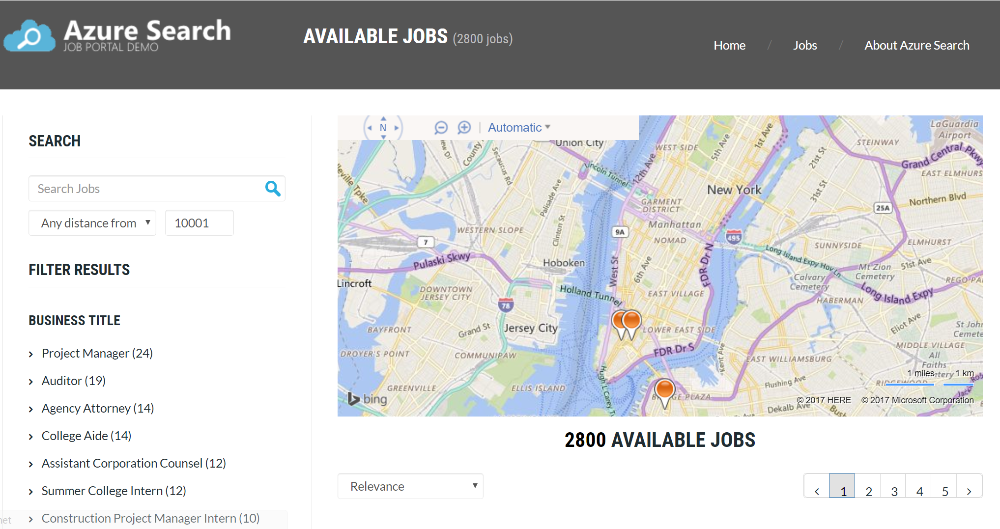 Azure Search
JOB PORTAL DEMO
AVAILABLE JOBS (2800 jobs)
Home / Jobs / About Azure Search
SEARCH
Search Jobs
Any distance from
10001
FILTER RESULTS
BUSINESS TITLE
Project Manager (24)
Auditor (19)
Agency Attorney (14)
College Aide (14)
Assistant Corporation Counsel (12)
Summer College Intern (12)
Construction Project Manager Intern (10)
net
N
Automatic
Union City
County
Secaucus Rd
Lincoln Tunnel
12th Ave
WEST SIDE
5th Ave
1st Ave
21st St
31st St
STEINWAY
LaGuardia
Airport
Grand Central Pkwy
EAST ELMHURS
New York
GARMENT
DISTRICT
Manhattan
NOMAD
Northern Blvd
25A
9A
495
7
Palisade Ave
Clinton St
WESTERN SLOPE
Pulaski Skwy
Hoboken
West St
6th Ave
FDR Dr N
SUNNYSIDE
ELMHURST
Long Island Expy Hov Ln
Calvary
Cemetery
Mt Zion
Cemetery
51st Ave
REGO PA
Lincroft
DOWNTOWN
JERSEY CITY
Holland Tunnel
EAST VILLAGE
HABERMAN
Long Island Expy
78
BAYFRONT
Grand St
Jersey City
LOWER EAST SIDE
Eliot Ave
St John
Cemete
DROYER'S POINT
COMMUNIPAW
FDR Dr S
Kent Ave
EAST WILLIAMSBURG
MIDDLE VILLAGE
All
Faiths
etery
GREENVILLE
ELLIS ISLAND
Hugh L Carey T
Flushing Ave
RIDGEWOOD
1 miles
1 km
PLAZA
Dekalb Ave
Bus
bing
© 2017 HERE
© 2017 Microsoft Corporation
2800 AVAILABLE JOBS
Relevance
‹ 1 2 3 4 5 ›